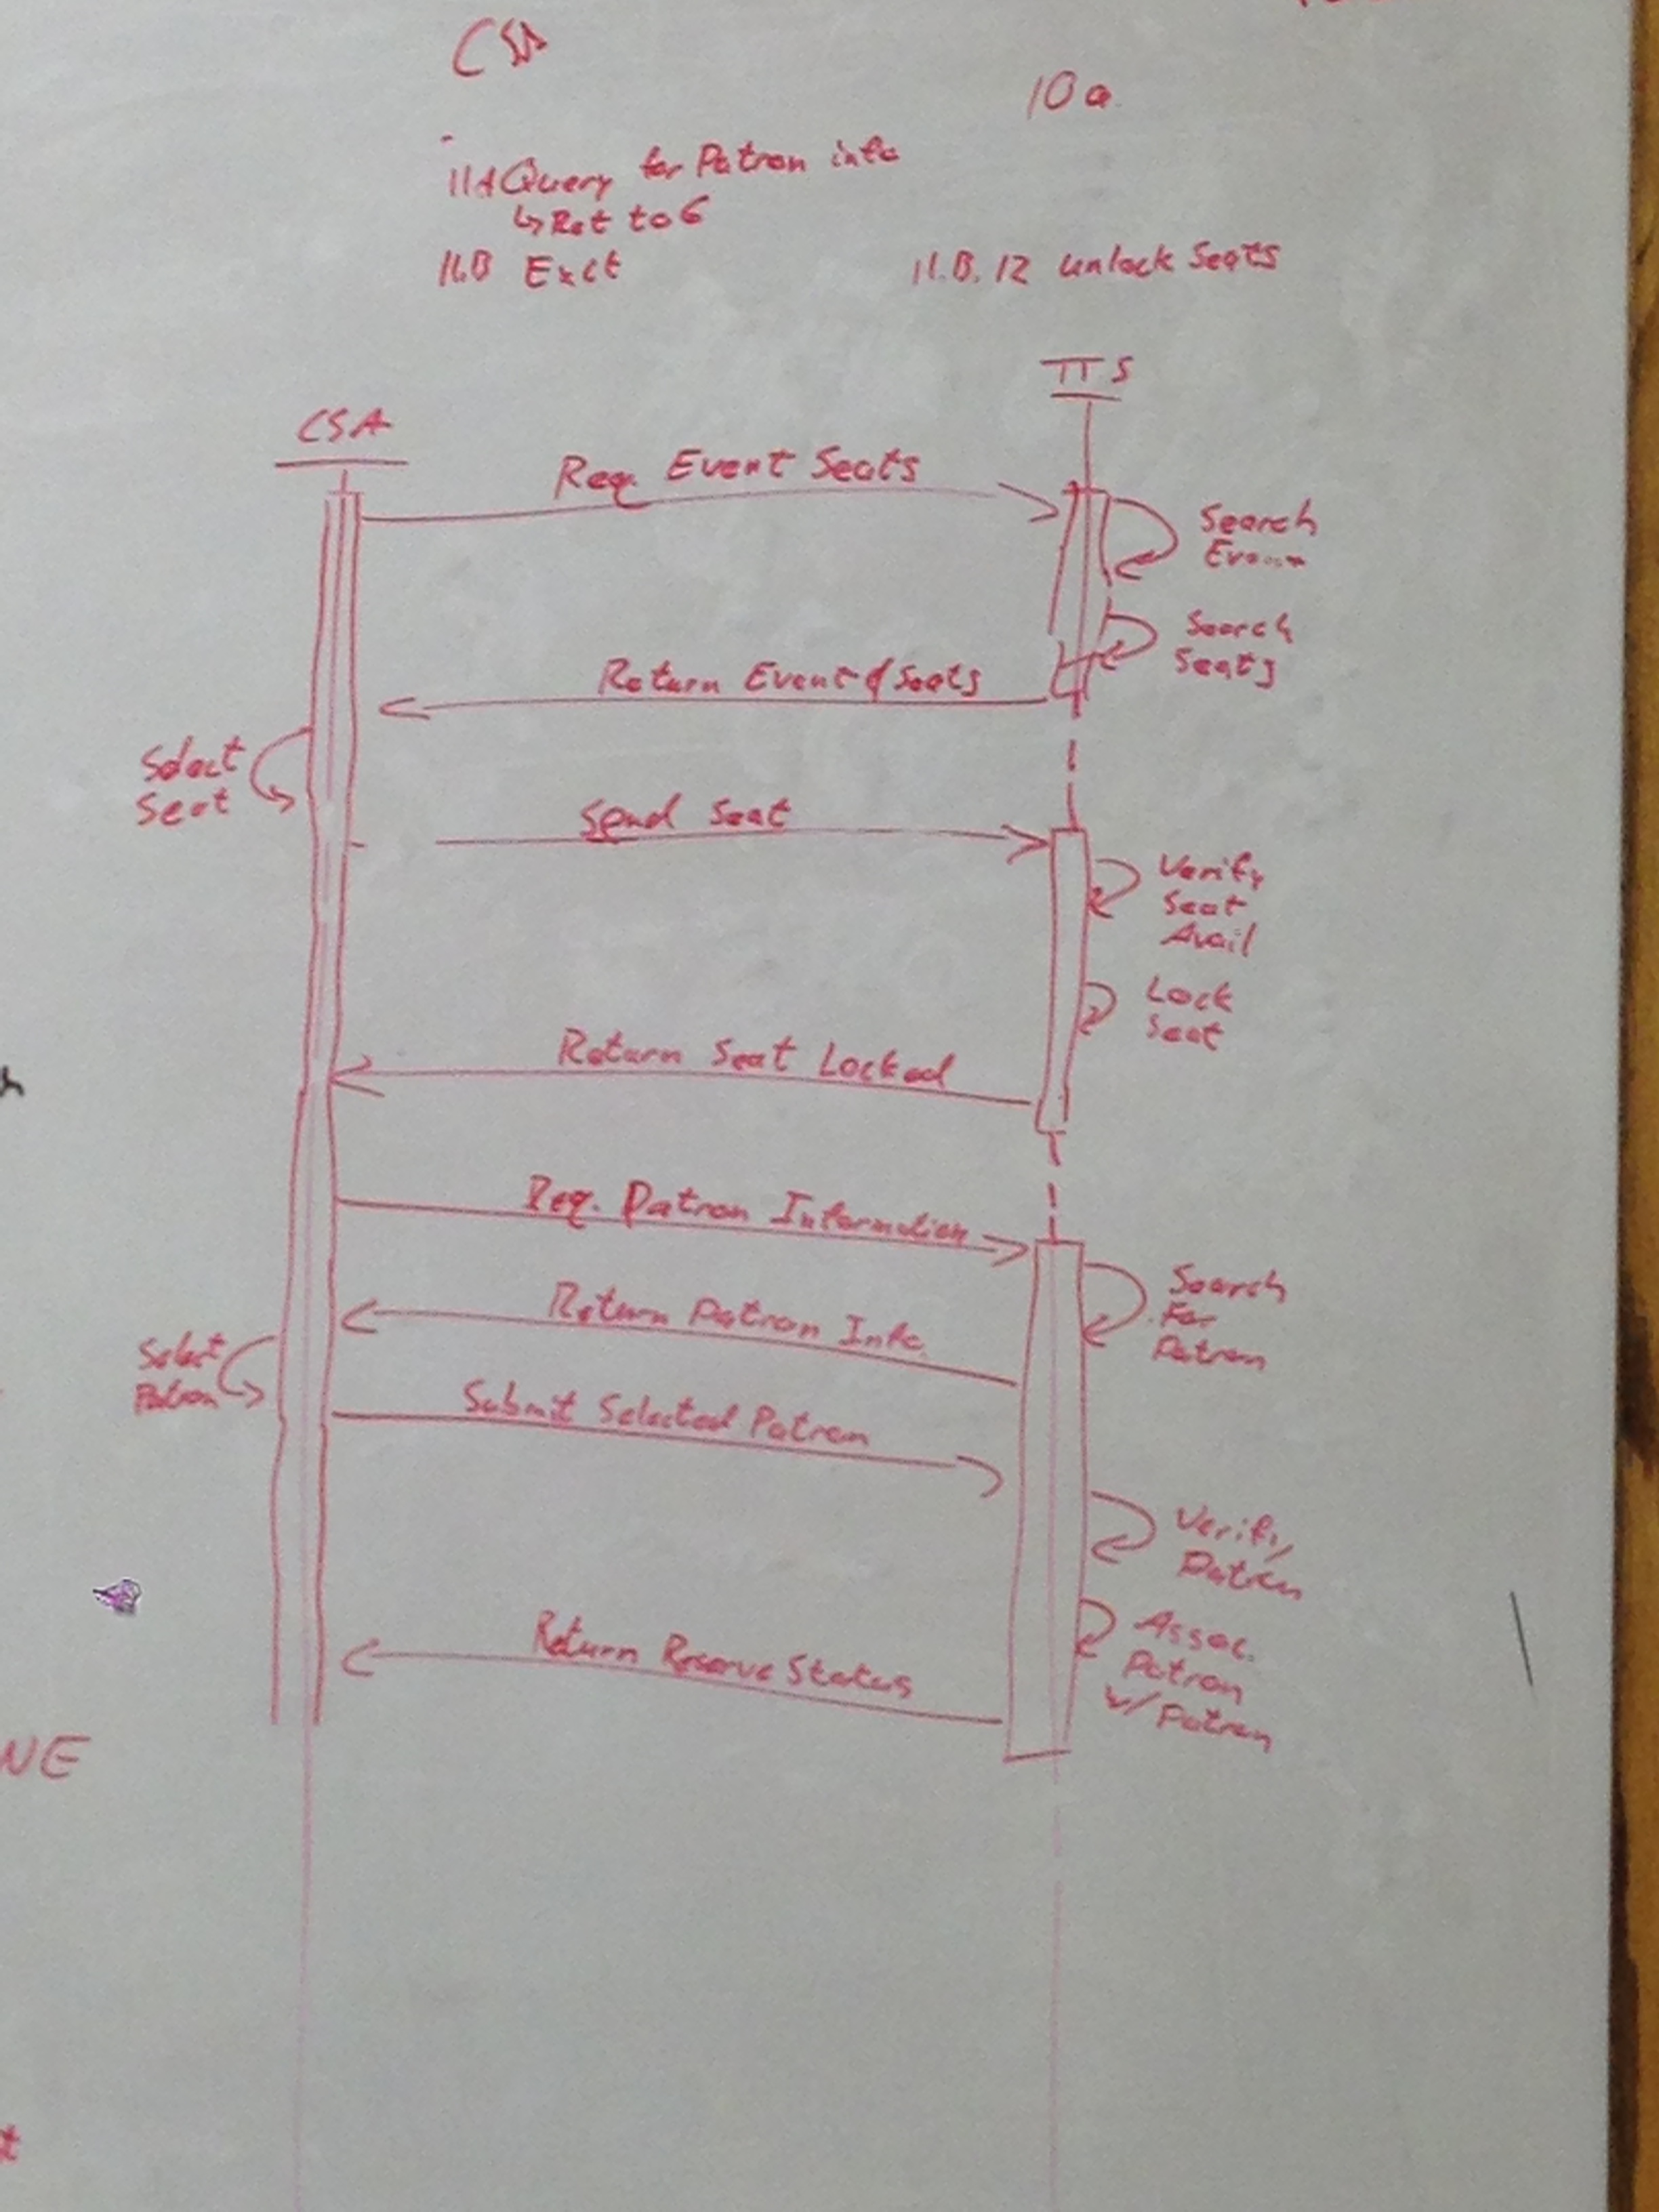 CSA
10a
11A Query for Patron info
↳ Ret to 6
11.B Exit
11.B.12 unlock Seats
TTS
CSA
Req. Event Seats
Search
Return Event & Seats
Search
Seats
Select
Seat
Send Seat
Verify
Seat
Avail
Lock
Seat
Return Seat Locked
Req. Patron Information
Search
For
Patron
Return Patron Info.
Select
Patron
Submit Selected Patron
Verify
Patron
Return Reserve Status
Assoc.
Patron
w/ Patron
NE